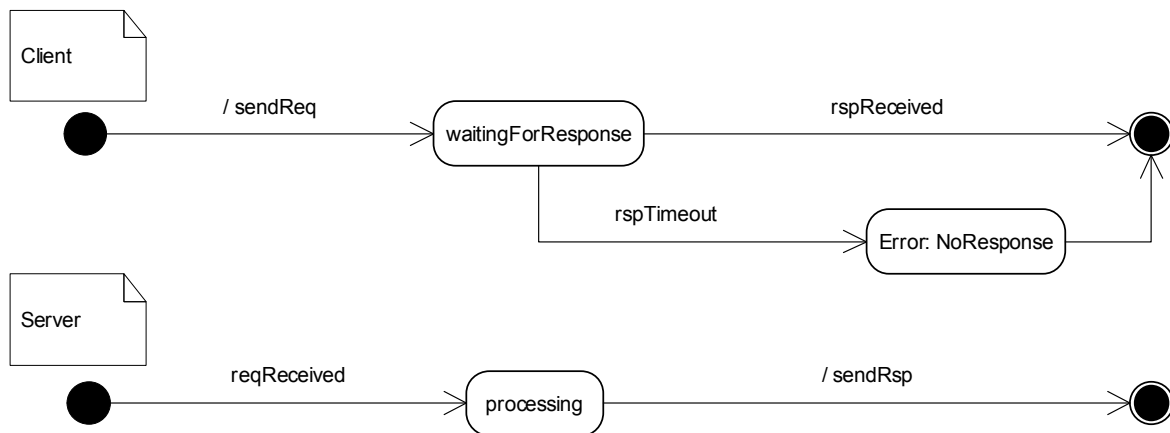 Client
/ sendReq
rspReceived
waitingForResponse
rspTimeout
Error: NoResponse
Server
reqReceived
/ sendRsp
processing